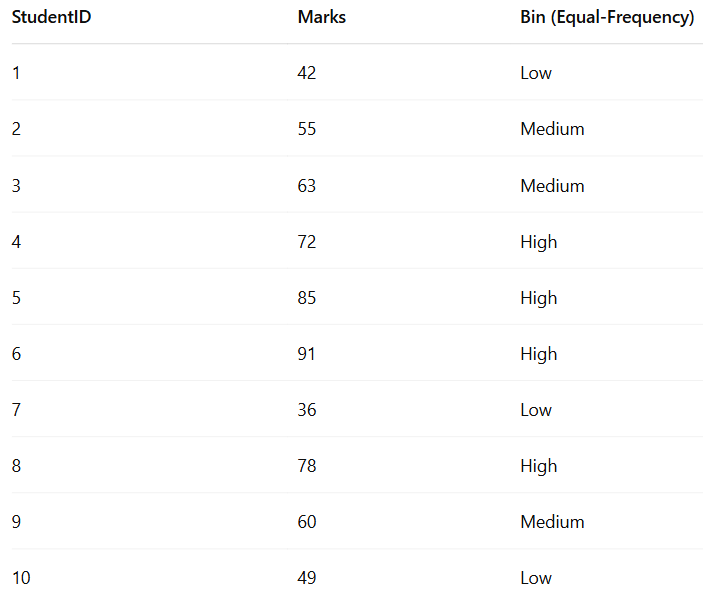 StudentID Marks Bin (Equal-Frequency)
1 42 Low
2 55 Medium
3 63 Medium
4 72 High
5 85 High
6 91 High
7 36 Low
8 78 High
9 60 Medium
10 49 Low